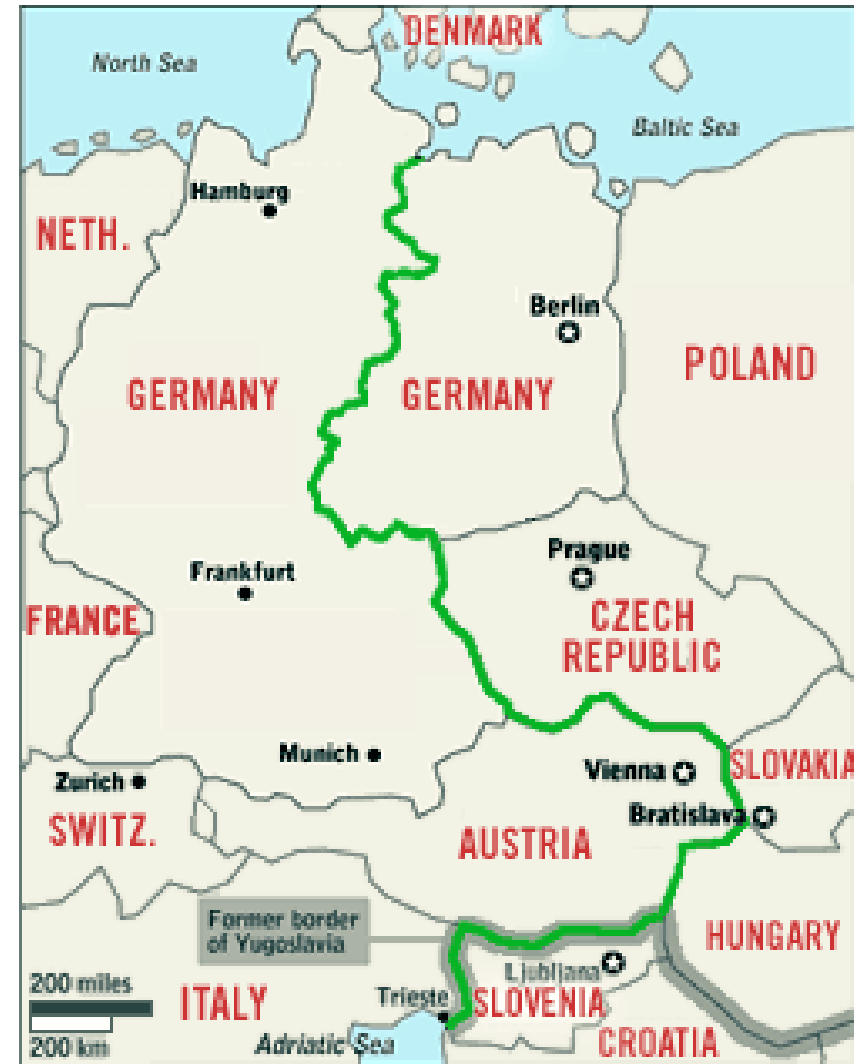 DENMARK
North Sea
Baltic Sea
Hamburg
NETH.
Berlin
POLAND
GERMANY
GERMANY
Prague
Frankfurt
CZECH
REPUBLIC
FRANCE
Munich
Vienna
SLOVAKIA
Zurich
Bratislava
SWITZ.
AUSTRIA
Former border
of Yugoslavia
HUNGARY
Ljubljana
200 miles
ITALY
Trieste
SLOVENIA
200 km
Adriatic Sea
CROATIA